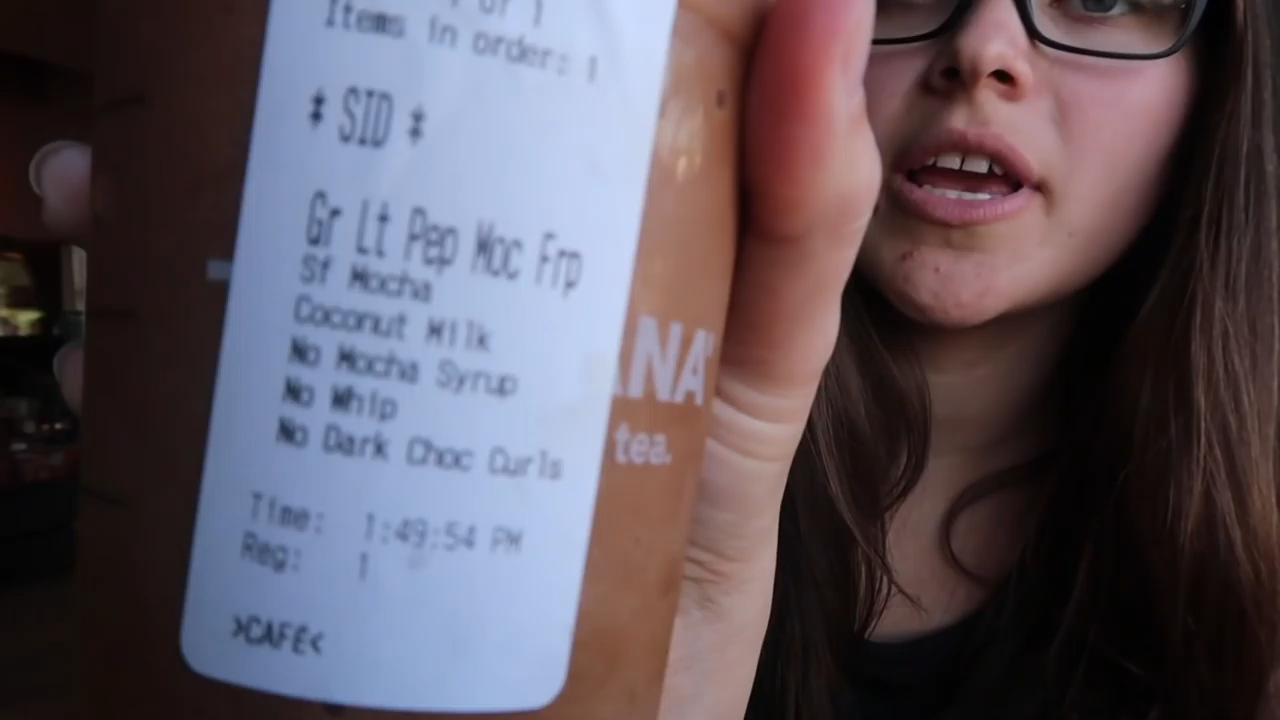 Items in order: 1
* SID *
Gr Lt Pep Moc Frp
Sf Mocha
Coconut Milk
No Mocha Syrup
No Whip
No Dark Choc Curls
Time: 1:49:54 PM
Reg: 1
>CAFE<
ANA
tea.